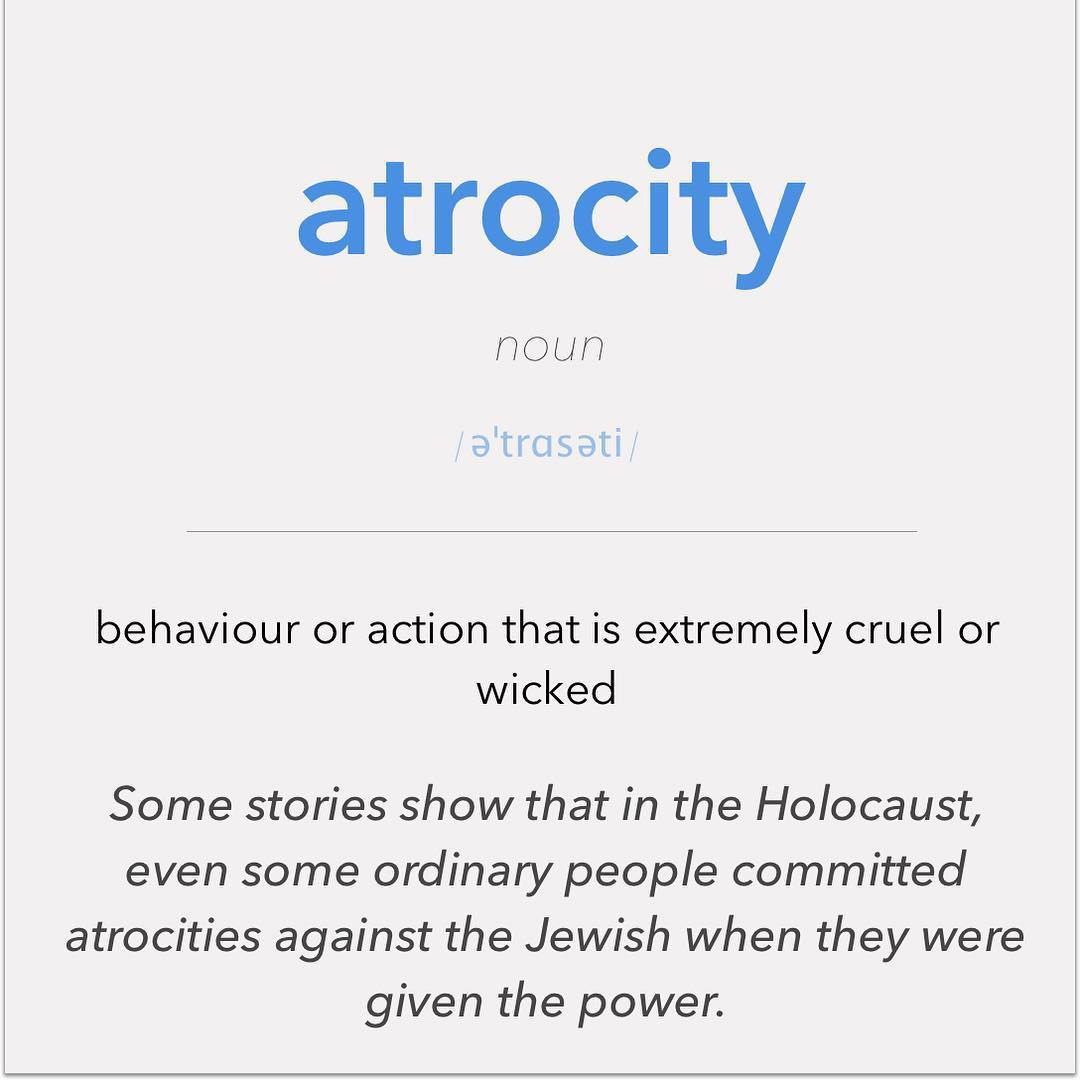 atrocity
noun
/əˈtrɑsəti/
behaviour or action that is extremely cruel or
wicked
Some stories show that in the Holocaust,
even some ordinary people committed
atrocities against the Jewish when they were
given the power.